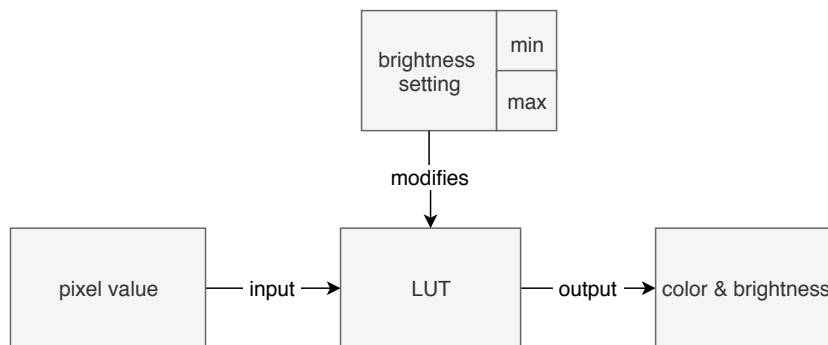 brightness
setting
min
max
modifies
pixel value
input
LUT
output
color & brightness